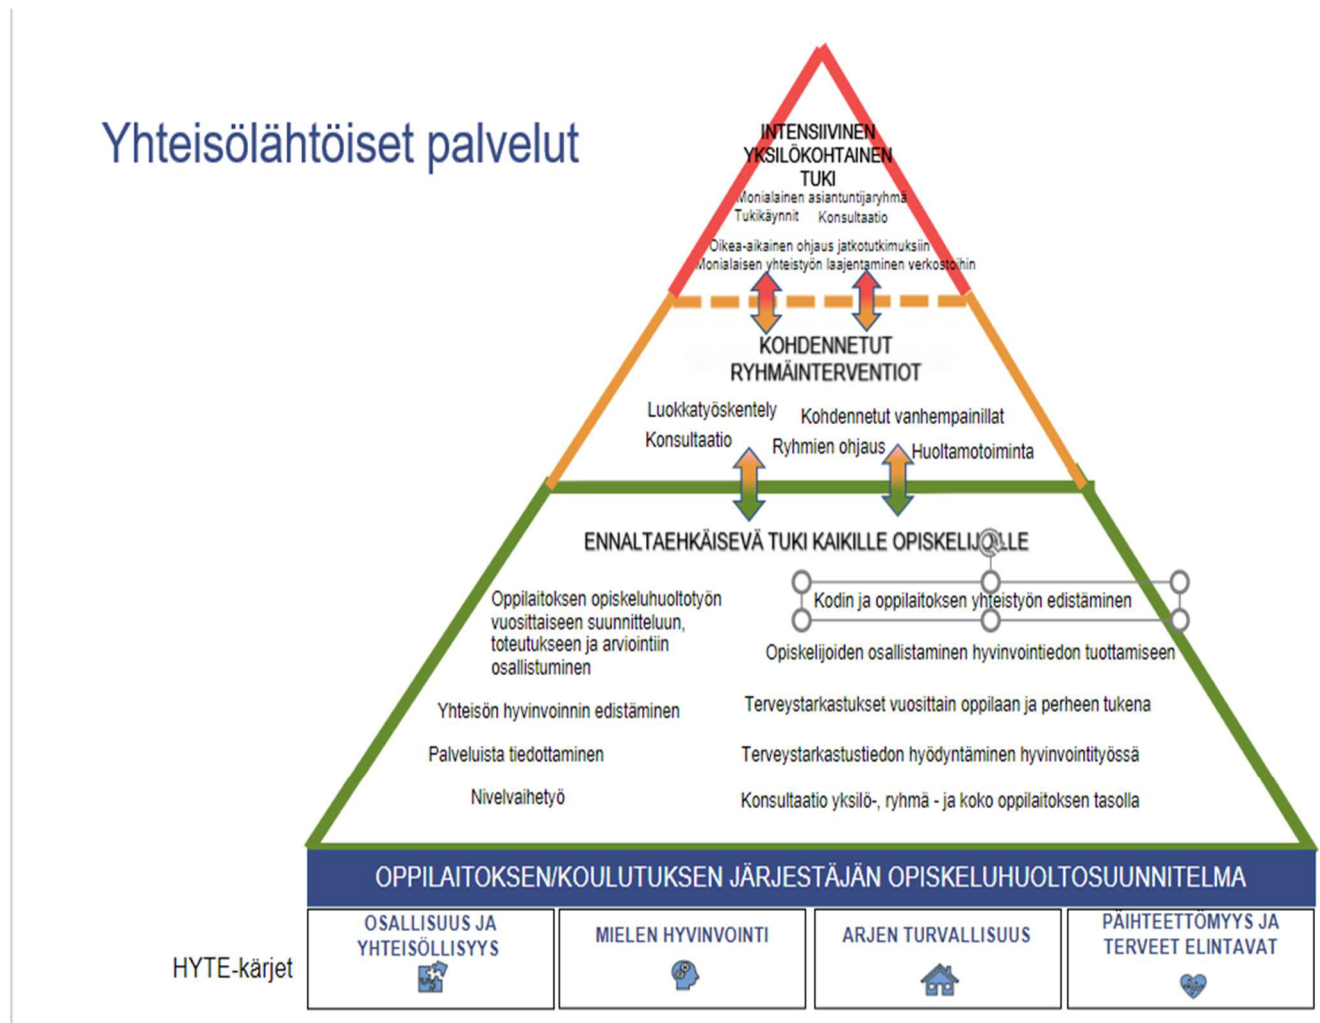 Yhteisölähtöiset palvelut
INTENSIIVINEN
YKSILÖKOHTAINEN
TUKI
Monialainen asiantuntijaryhmä
Tukikäynnit
Konsultaatio
Oikea-aikainen ohjaus jatkotutkimuksiin
Monialaisen yhteistyön laajentaminen verkostoihin
KOHDENNETUT
RYHMÄINTERVENTIOT
Luokkatyöskentely
Kohdennetut vanhempainillat
Konsultaatio
Ryhmien ohjaus
Huoltamotoiminta
ENNALTAEHKÄISEVÄ TUKI KAIKILLE OPISKELIJOILLE
Oppilaitoksen opiskeluhuoltotyön
vuosittaiseen suunnitteluun,
toteutukseen ja arviointiin
osallistuminen
Yhteisön hyvinvoinnin edistäminen
Palveluista tiedottaminen
Nivelvaihetyö
Kodin ja oppilaitoksen yhteistyön edistäminen
Opiskelijoiden osallistaminen hyvinvointiedon tuottamiseen
Terveystarkastukset vuosittain oppilaan ja perheen tukena
Terveystarkastustiedon hyödyntäminen hyvinvointityössä
Konsultaatio yksilö-, ryhmä - ja koko oppilaitoksen tasolla
OPPILAITOKSEN/KOULUTUKSEN JÄRJESTÄJÄN OPISKELUHUOLTOSUUNNITELMA
HYTE-kärjet
OSALLISUUS JA
YHTEISÖLLISYYS
MIELEN HYVINVOINTI
ARJEN TURVALLISUUS
PÄIHTEETTÖMYYS JA
TERVEET ELINTAVAT